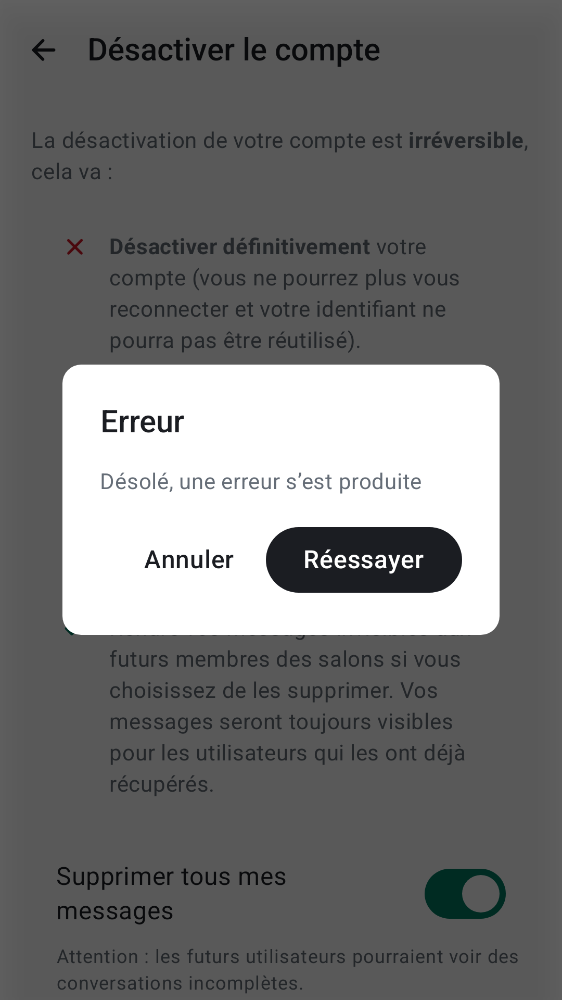 Désactiver le compte
La désactivation de votre compte est irréversible,
cela va :
Désactiver définitivement votre
compte (vous ne pourrez plus vous
reconnecter et votre identifiant ne
pourra pas être réutilisé).
Erreur
Désolé, une erreur s’est produite
Annuler
Réessayer
futurs membres des salons si vous
choisissez de les supprimer. Vos
messages seront toujours visibles
pour les utilisateurs qui les ont déjà
récupérés.
Supprimer tous mes
messages
Attention : les futurs utilisateurs pourraient voir des
conversations incomplètes.